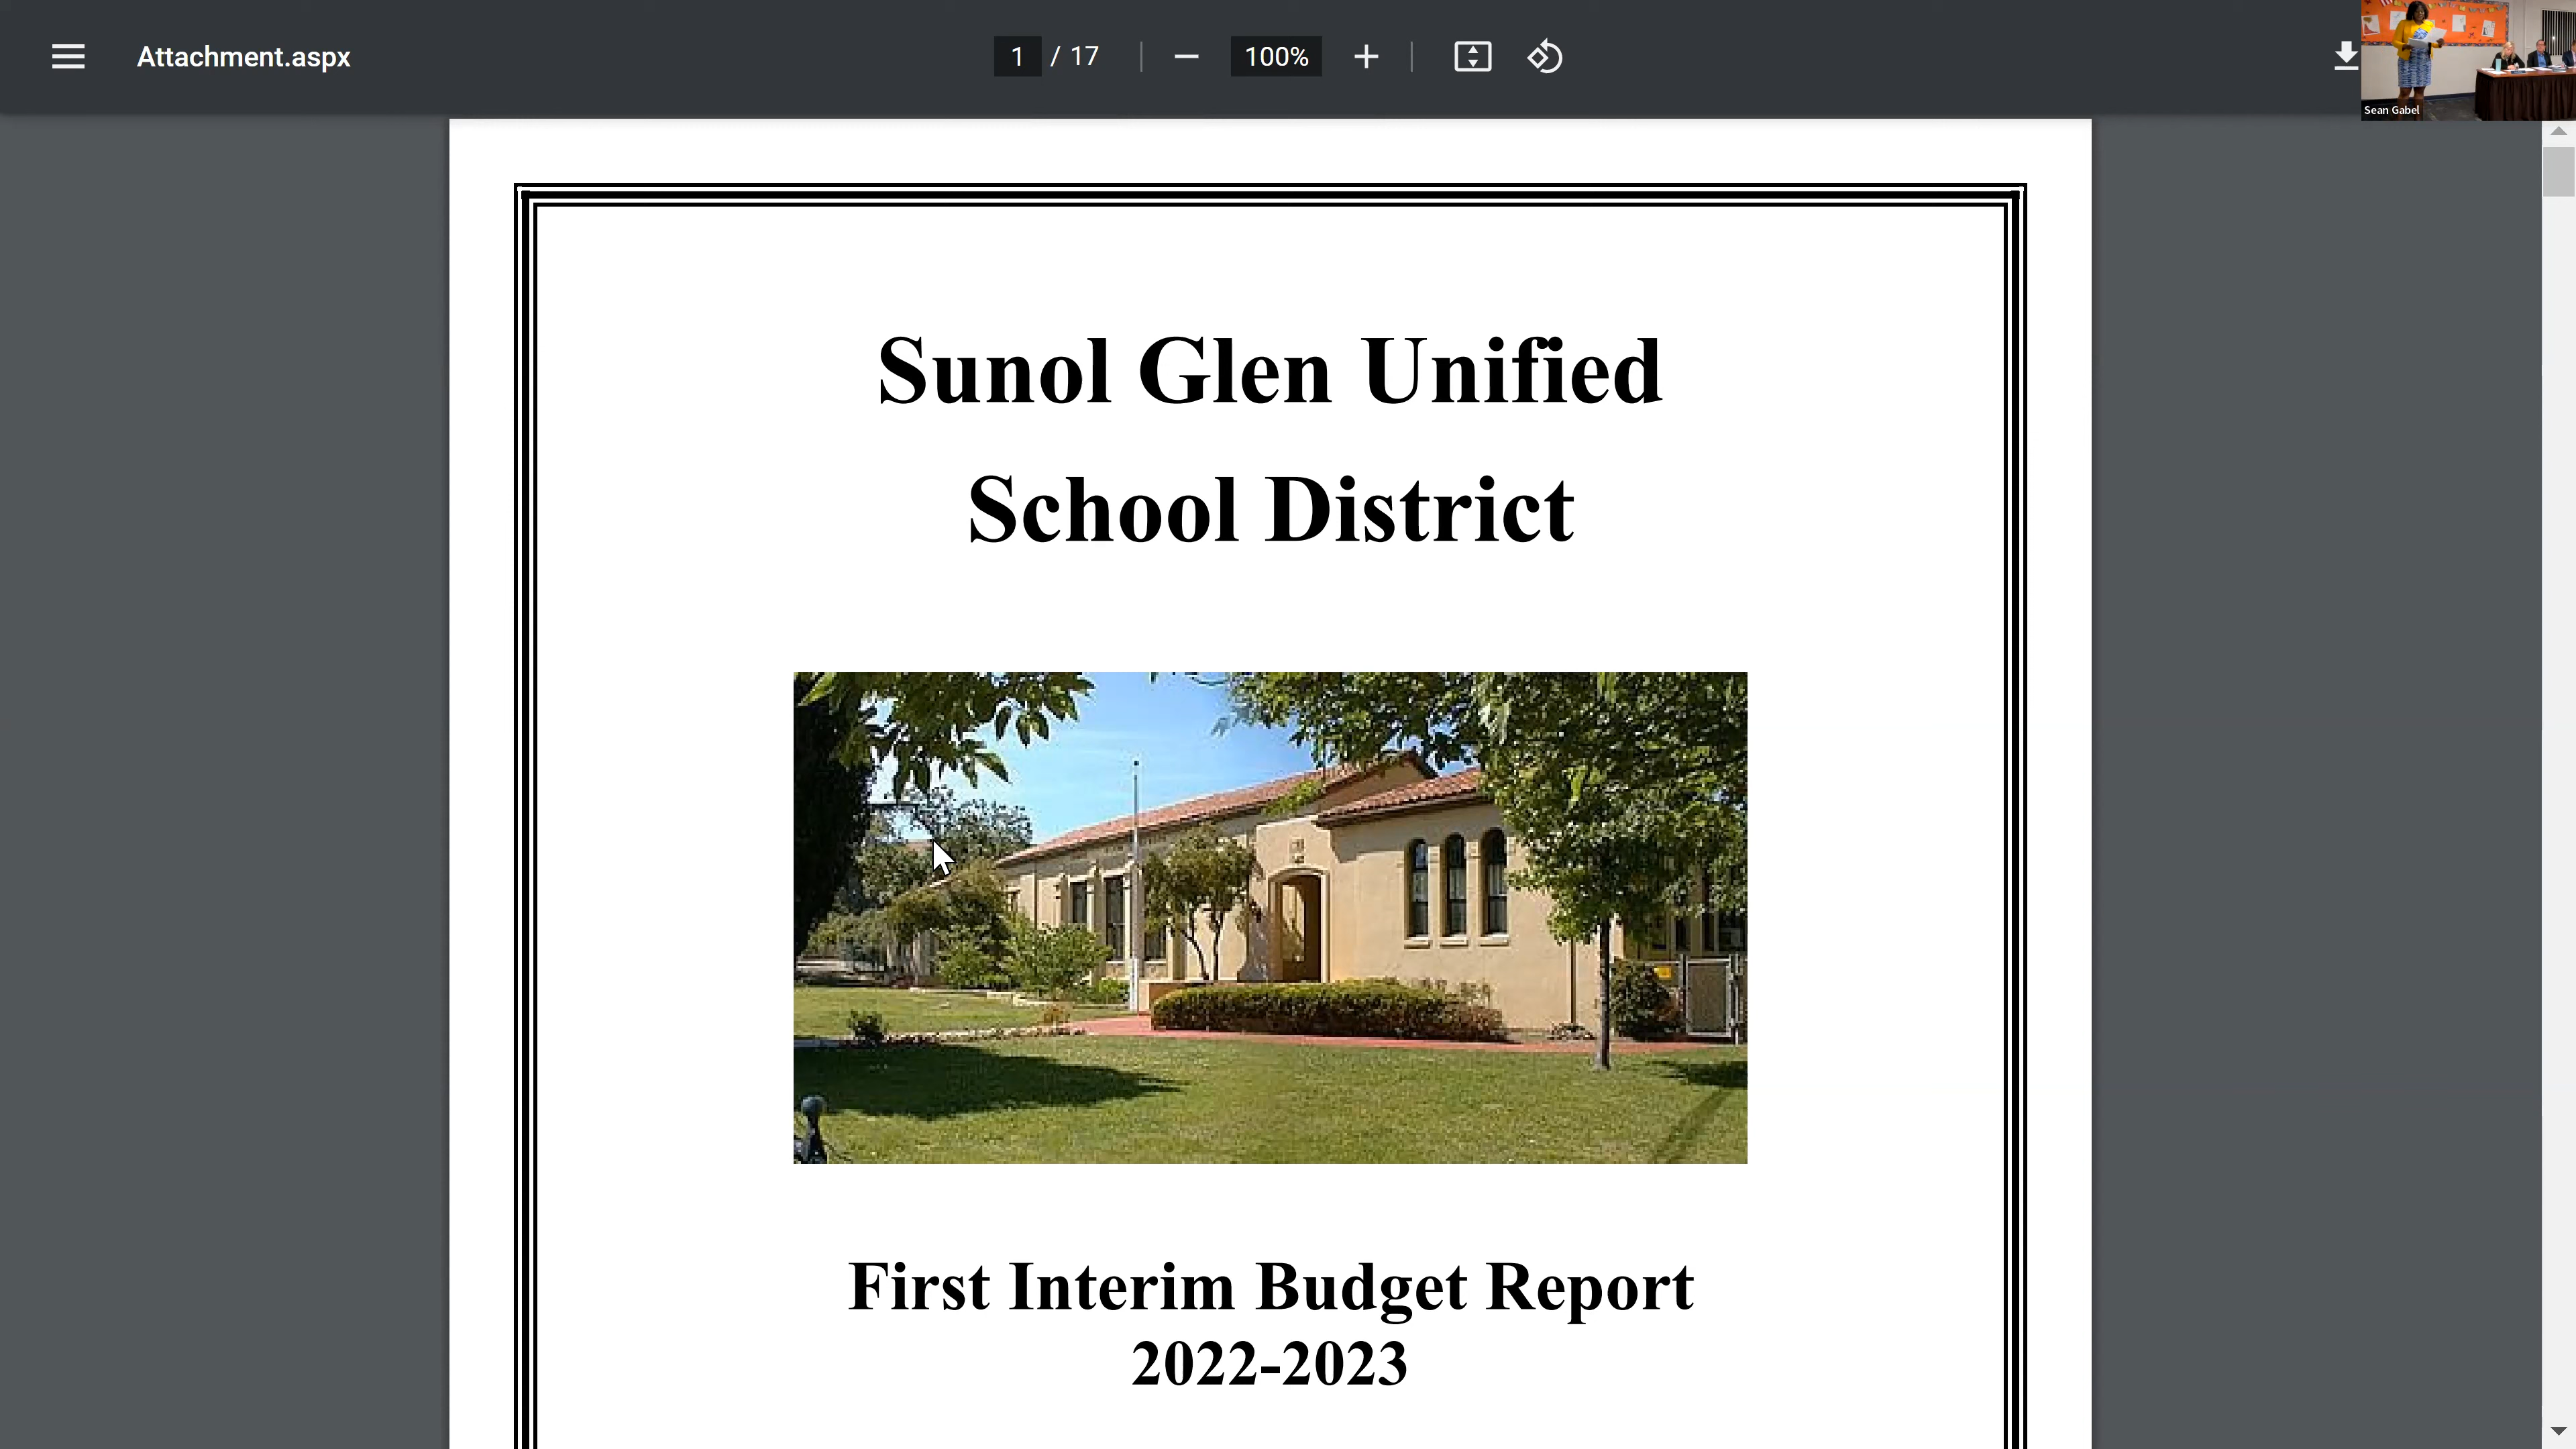 Attachment.aspx
1 / 17
100%
Sean Gabel
Sunol Glen Unified
School District
First Interim Budget Report
2022-2023